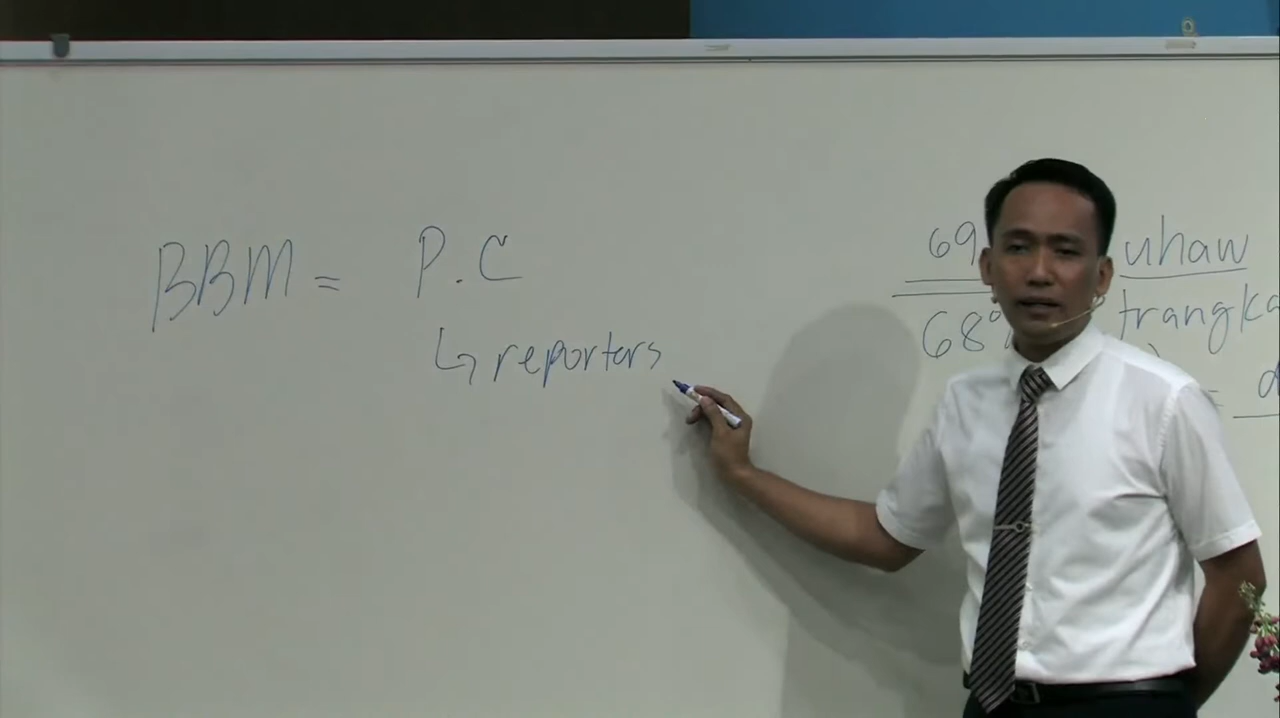 BBM = P.C
↳ reporters
69
68%
uhaw
trangka
= d